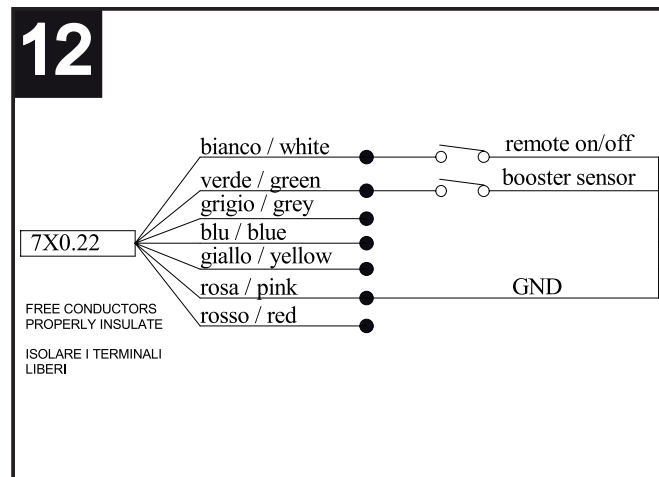 12
bianco / white
remote on/off
verde / green
booster sensor
grigio / grey
blu / blue
7X0.22
giallo / yellow
rosa / pink
GND
rosso / red
FREE CONDUCTORS
PROPERLY INSULATE
ISOLARE I TERMINALI
LIBERI